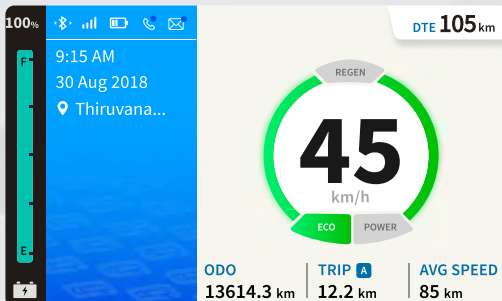 100%
F
E
9:15 AM
30 Aug 2018
Thiruvana...
DTE 105 km
REGEN
45
km/h
ECO POWER
ODO TRIP A AVG SPEED
13614.3 km 12.2 km 85 km